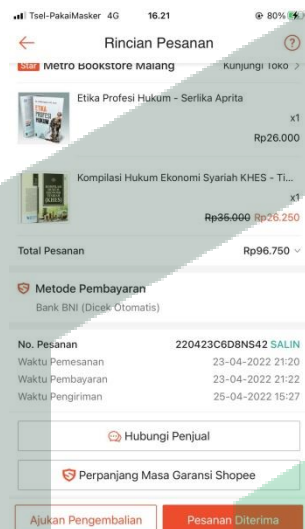 Tsel-PakaiMasker 4G 16.21 80%
Rincian Pesanan
Star Metro Bookstore Malang Kunjungi Toko
Etika Profesi Hukum - Serlika Aprita
x1
Rp26.000
ETIKA
PROFESI
HUKUM
Kompilasi Hukum Ekonomi Syariah KHES - Ti...
x1
Rp35.000 Rp26.250
Total Pesanan Rp96.750
Metode Pembayaran
Bank BNI (Dicek Otomatis)
No. Pesanan 220423C6D8NS42 SALIN
Waktu Pemesanan 23-04-2022 21:20
Waktu Pembayaran 23-04-2022 21:22
Waktu Pengiriman 25-04-2022 15:27
Hubungi Penjual
Perpanjang Masa Garansi Shopee
Ajukan Pengembalian Pesanan Diterima